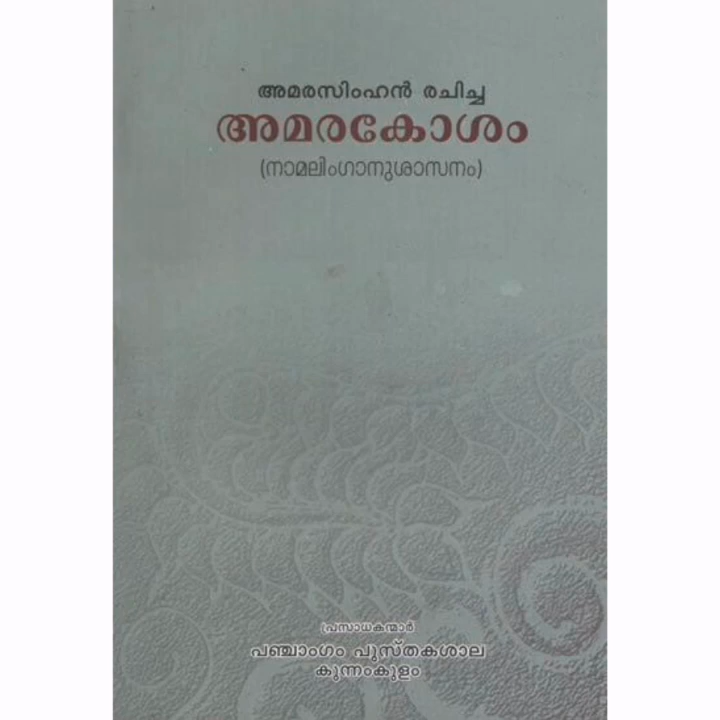 അമരസിംഹൻ രചിച്ച
അമരകോശം
(നാമലിംഗാനുശാസനം)
പ്രസാധകന്മാർ
പഞ്ചാംഗം പുസ്തകശാല
കുന്നംകുളം